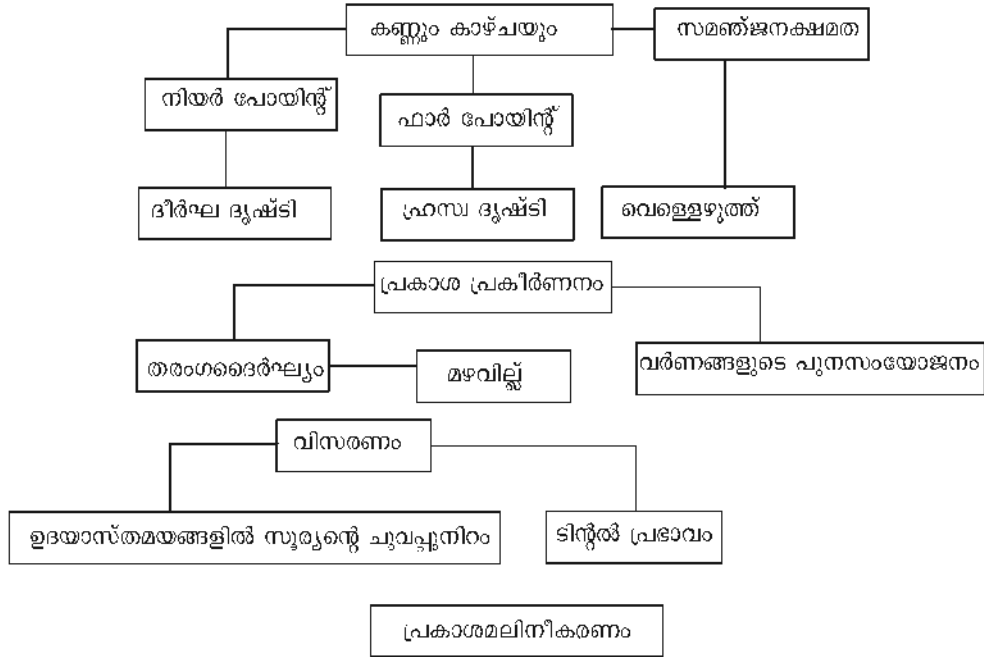 കണ്ണും കാഴ്ചയും
സമഞ്ജനക്ഷമത
നിയർ പോയിന്റ്
ഫാർ പോയിന്റ്
ദീർഘ ദൃഷ്ടി
ഹ്രസ്വ ദൃഷ്ടി
വെള്ളെഴുത്ത്
പ്രകാശ പ്രകീർണനം
തരംഗദൈർഘ്യം
മഴവില്ല്
വർണങ്ങളുടെ പുനസംയോജനം
വിസരണം
ഉദയാസ്തമയങ്ങളിൽ സൂര്യന്റെ ചുവപ്പുനിറം
ടിന്റൽ പ്രഭാവം
പ്രകാശമലിനീകരണം